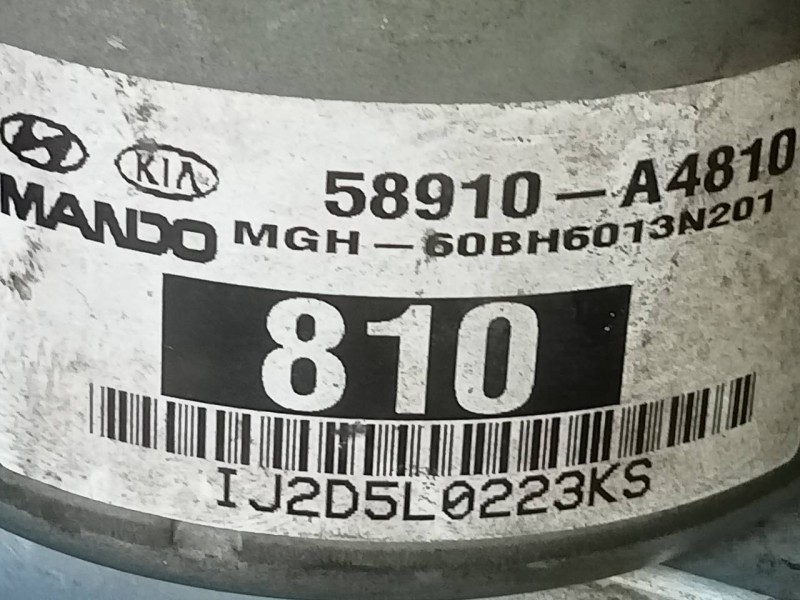 KIA 58910-A4810
MANDO MGH-60BH6013N201
810
IJ2D5L0223KS